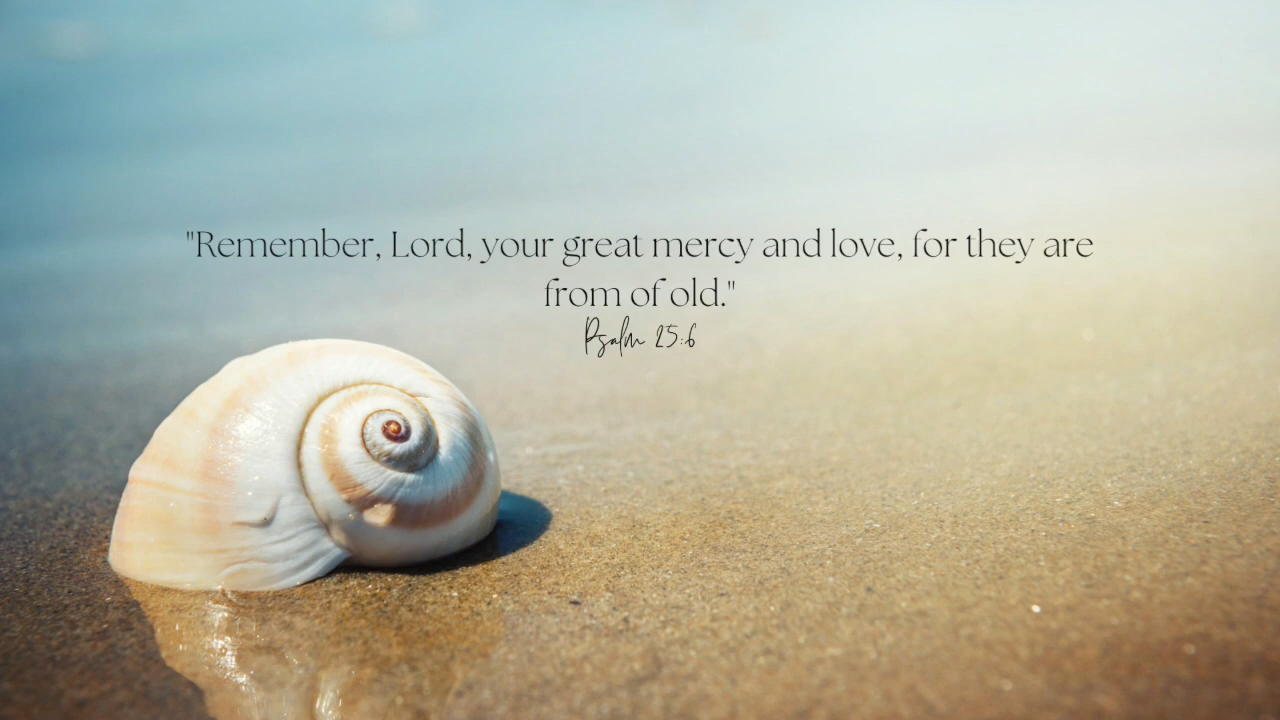 "Remember, Lord, your great mercy and love, for they are
from of old."
Psalm 25:6